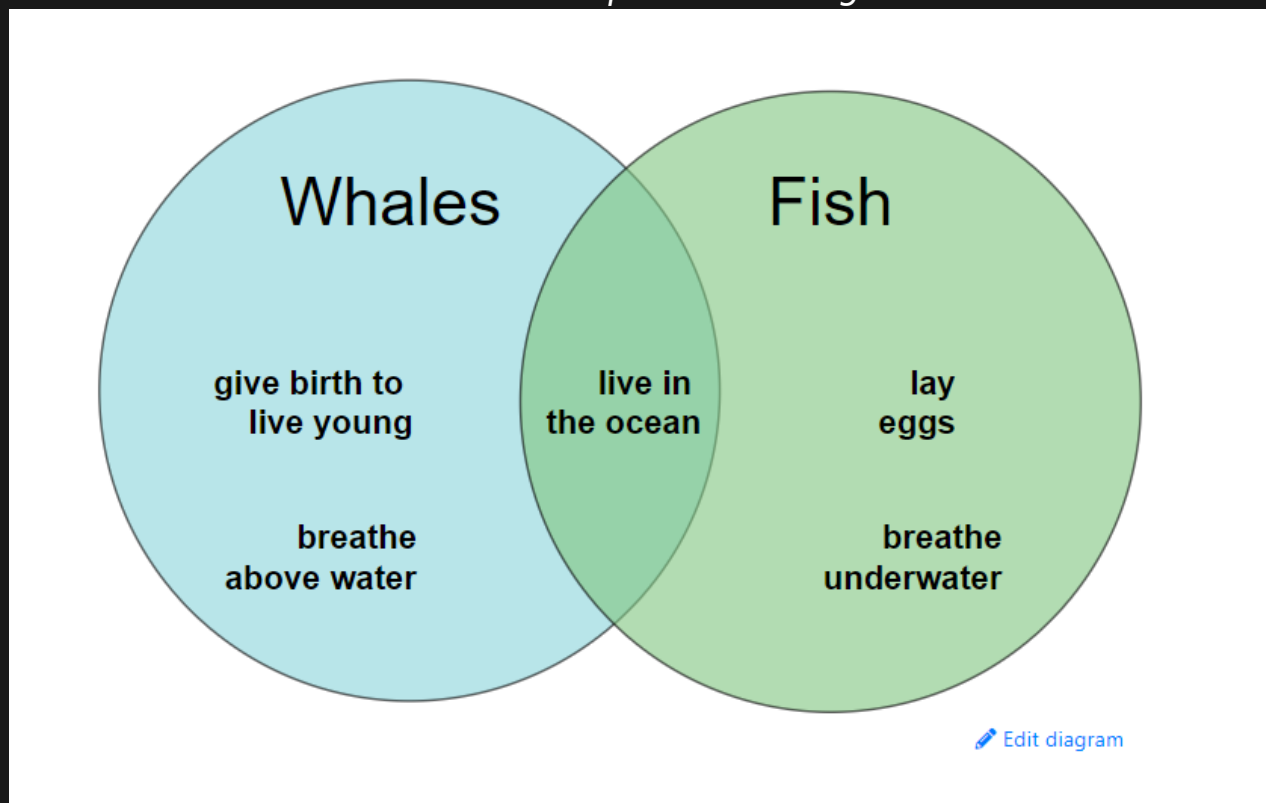 Whales
Fish
give birth to
live young
live in
the ocean
lay
eggs
breathe
above water
breathe
underwater
Edit diagram